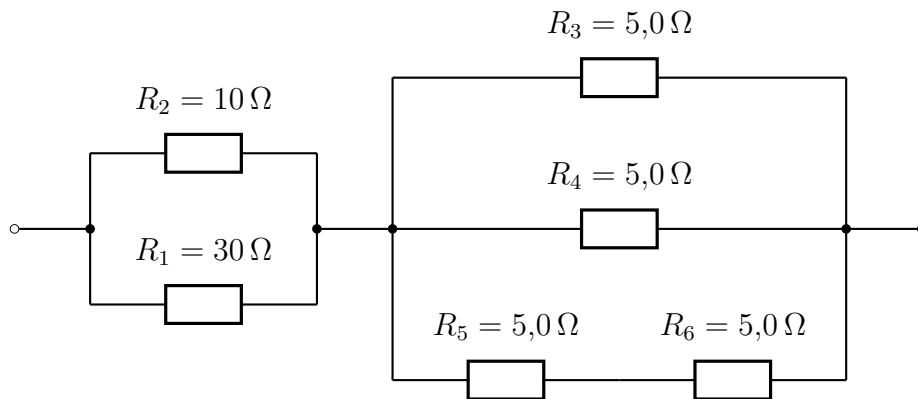 R₃ = 5,0 Ω
R₂ = 10 Ω
R₄ = 5,0 Ω
R₁ = 30 Ω
R₅ = 5,0 Ω
R₆ = 5,0 Ω